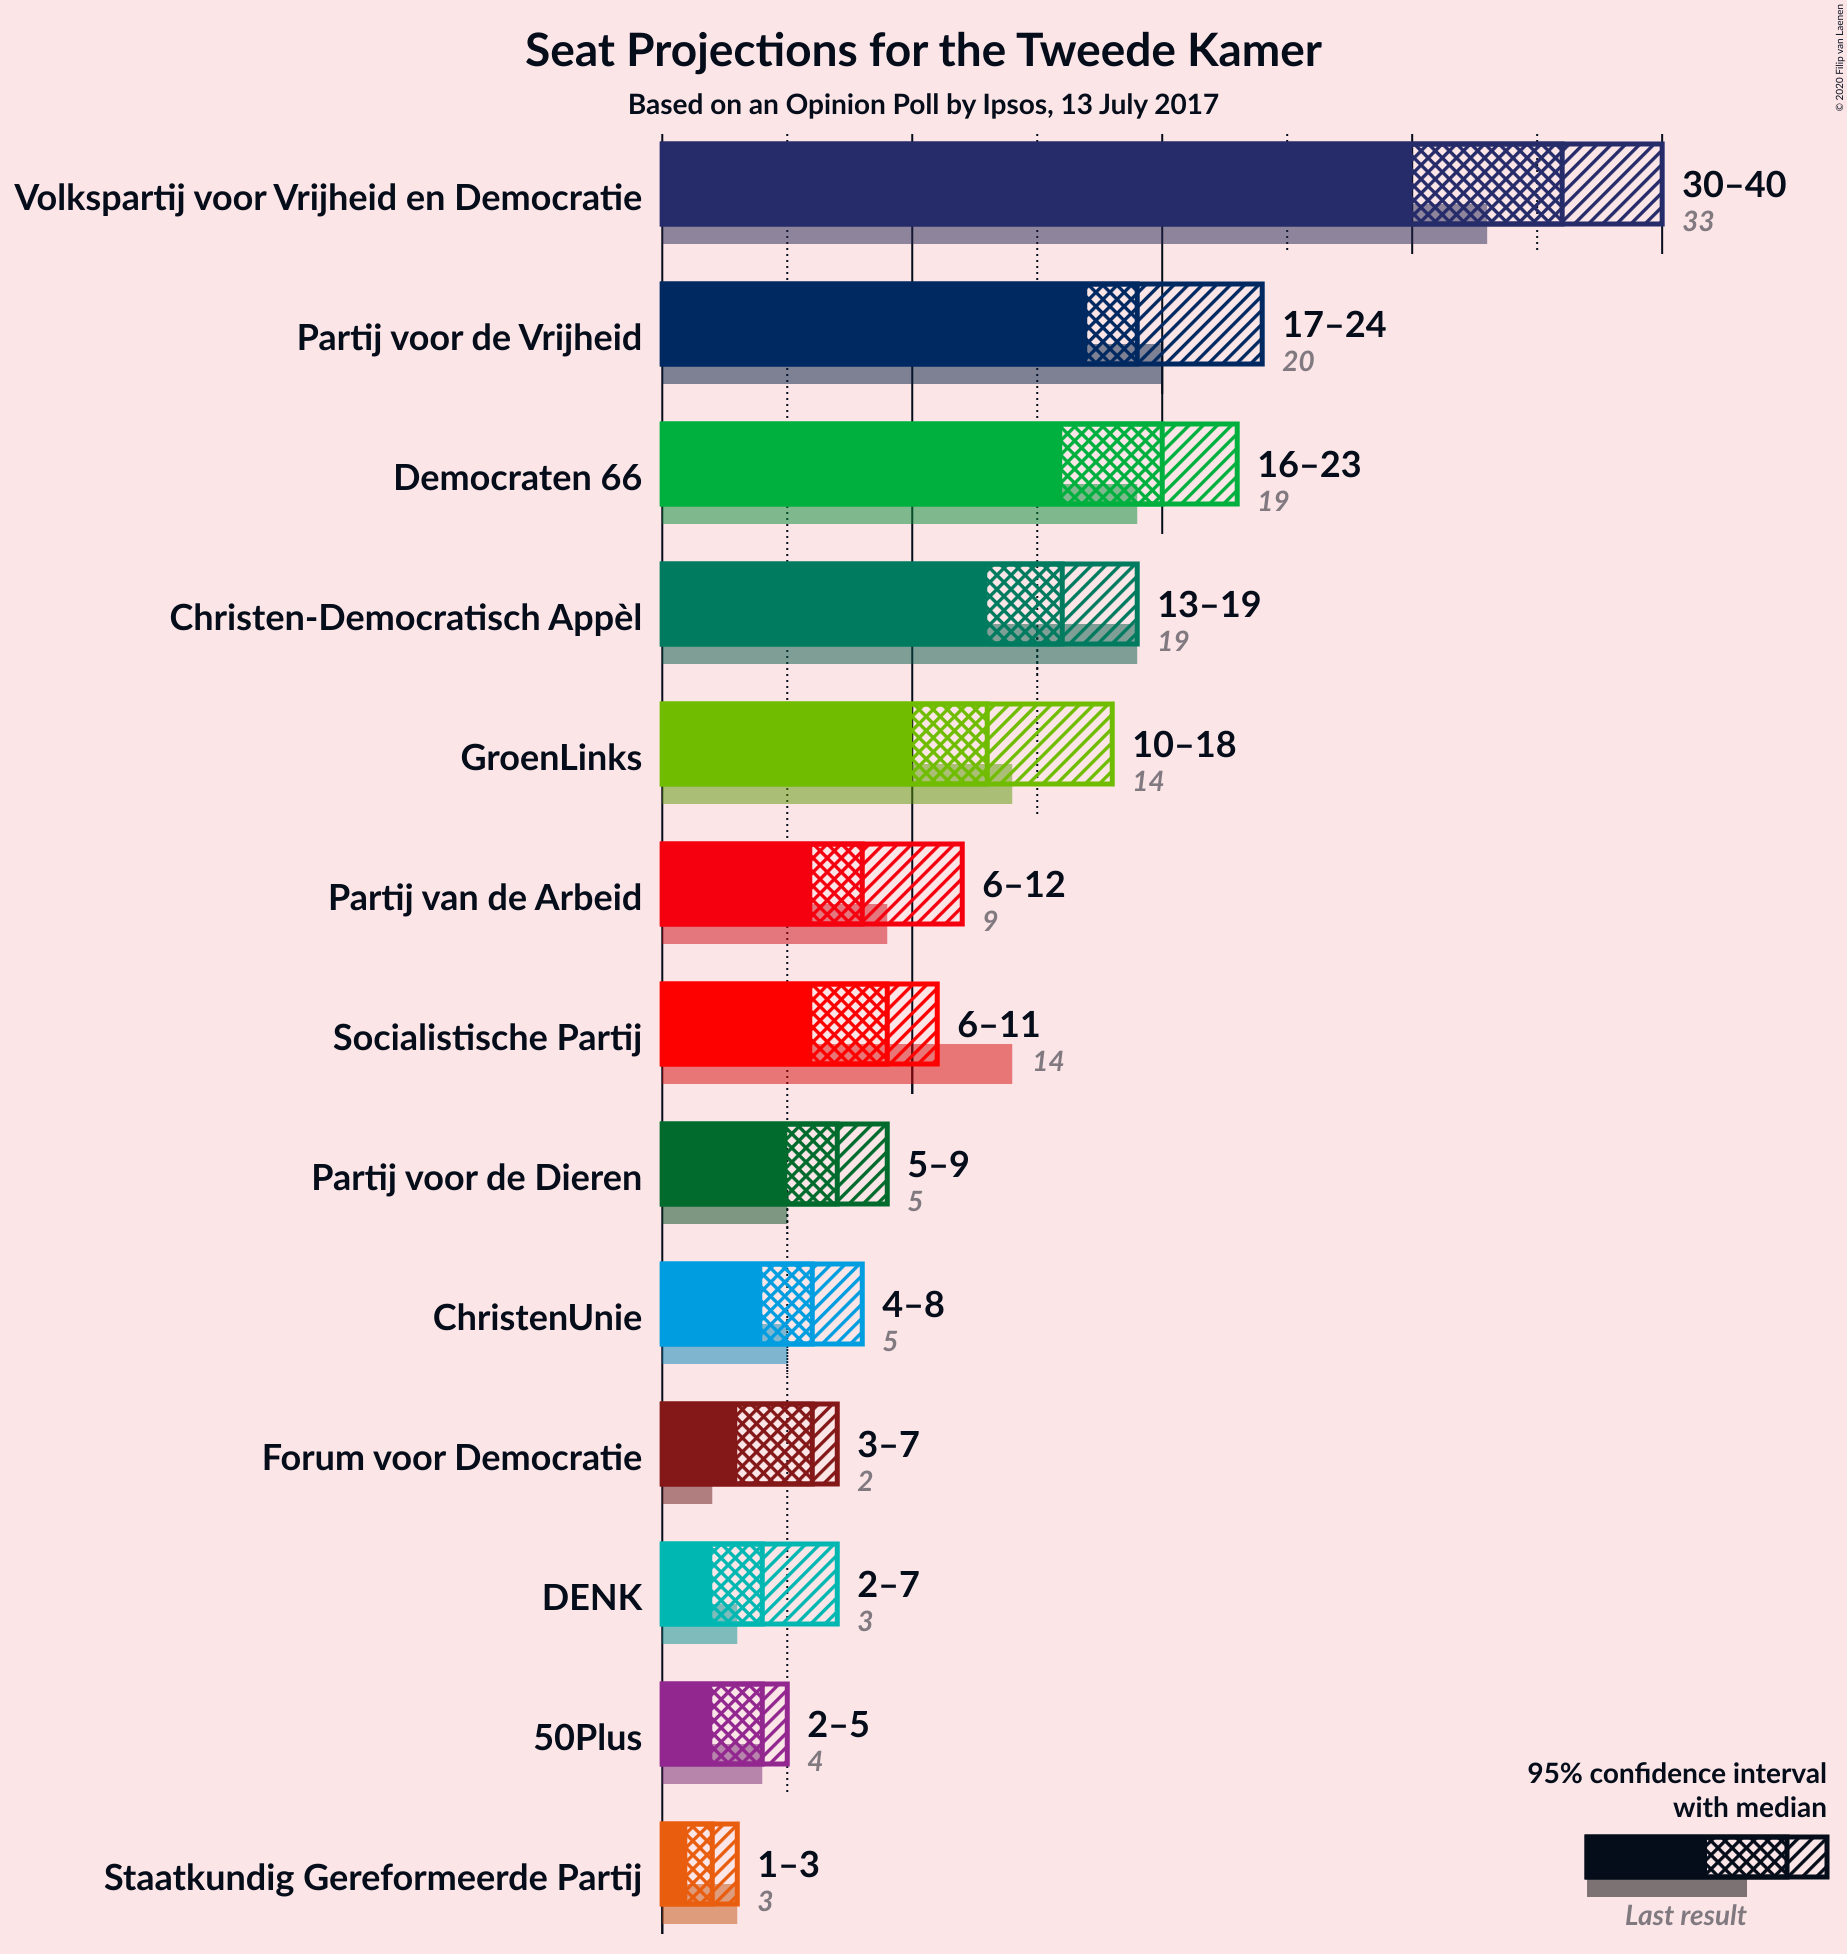 Seat Projections for the Tweede Kamer
Based on an Opinion Poll by Ipsos, 13 July 2017
© 2020 Filip van Laenen
Volkspartij voor Vrijheid en Democratie
30–40
33
Partij voor de Vrijheid
17–24
20
Democraten 66
16–23
19
Christen-Democratisch Appèl
13–19
19
GroenLinks
10–18
14
Partij van de Arbeid
6–12
9
Socialistische Partij
6–11
14
Partij voor de Dieren
5–9
5
ChristenUnie
4–8
5
Forum voor Democratie
3–7
2
DENK
2–7
3
50Plus
2–5
4
Staatkundig Gereformeerde Partij
1–3
3
95% confidence interval
with median
Last result